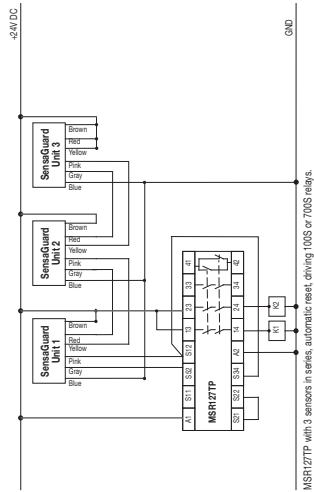 +24V DC
GND
SensaGuard
Unit 1
Brown
Red
Yellow
Pink
Gray
Blue
SensaGuard
Unit 2
Brown
Red
Yellow
Pink
Gray
Blue
SensaGuard
Unit 3
Brown
Red
Yellow
Pink
Gray
Blue
A1 S11 S52 S12 13 23 33 41
MSR127TP
S21 S22 S34 A2 14 24 34 42
K1
K2
MSR127TP with 3 sensors in series, automatic reset, driving 100S or 700S relays.